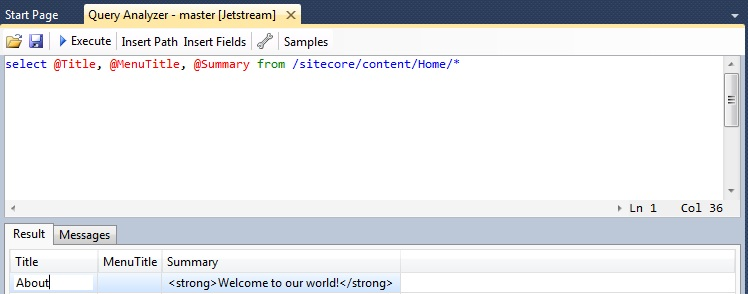 Start Page Query Analyzer - master [Jetstream]
Execute Insert Path Insert Fields Samples
select @Title, @MenuTitle, @Summary from /sitecore/content/Home/*
Ln 1 Col 36
Result Messages
Title MenuTitle Summary
About <strong>Welcome to our world!</strong>